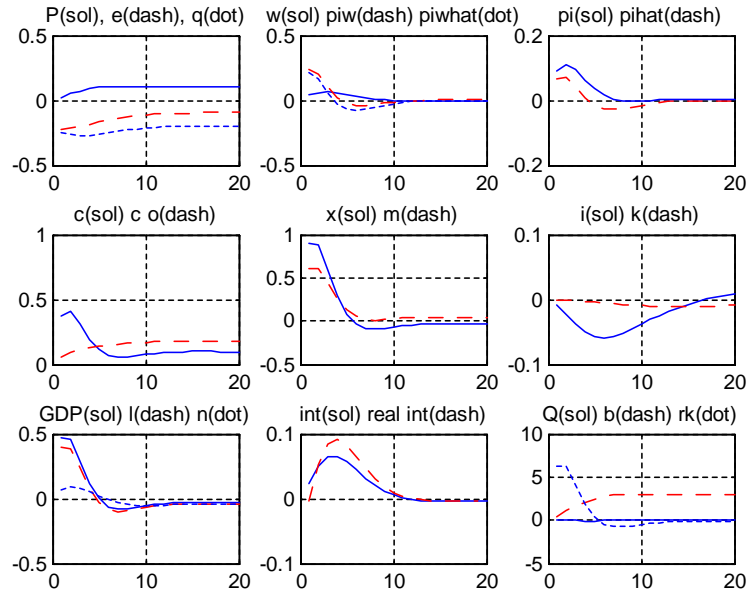 P(sol), e(dash), q(dot)
w(sol) piw(dash) piwhat(dot)
pi(sol) pihat(dash)
0.5
0
-0.5
0 10 20
0.5
0
-0.5
0 10 20
0.2
0
-0.2
0 10 20
c(sol) c o(dash)
x(sol) m(dash)
i(sol) k(dash)
1
0.5
0
0 10 20
1
0.5
0
-0.5
0 10 20
0.1
0
-0.1
0 10 20
GDP(sol) l(dash) n(dot)
int(sol) real int(dash)
Q(sol) b(dash) rk(dot)
0.5
0
-0.5
0 10 20
0.1
0
-0.1
0 10 20
10
5
0
-5
0 10 20